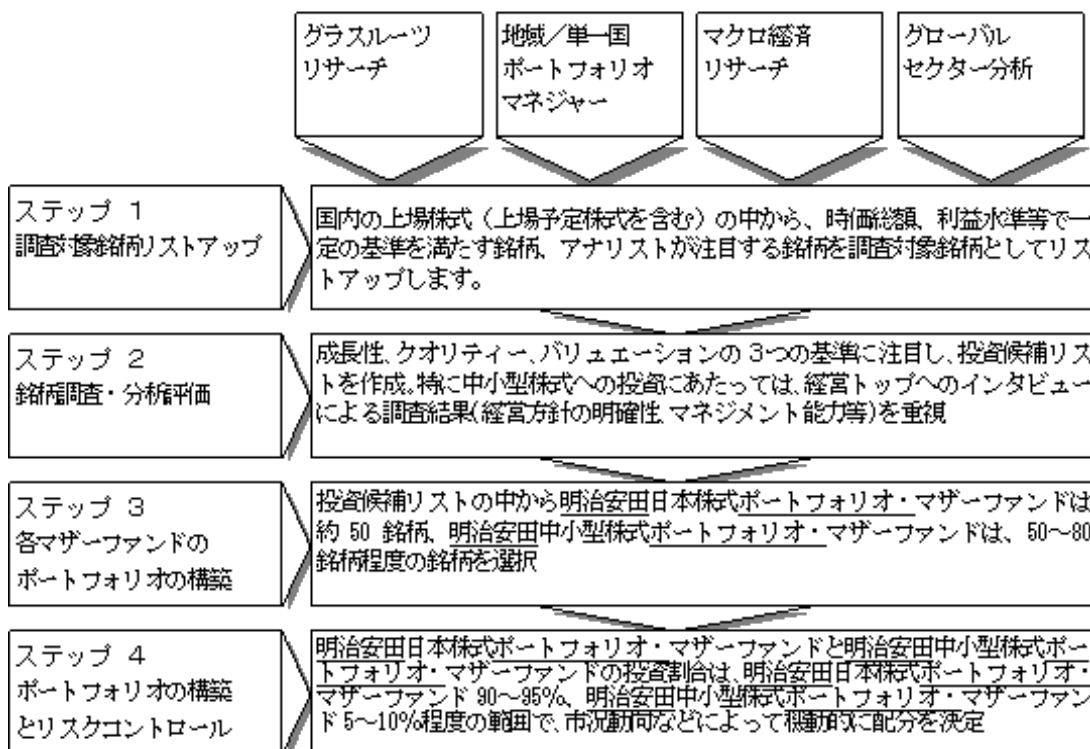 グラスルーツ
リサーチ
地域／単一国
ポートフォリオ
マネジャー
マクロ経済
リサーチ
グローバル
セクター分析
ステップ 1
調査対象銘柄リストアップ
国内の上場株式（上場予定株式を含む）の中から、時価総額、利益水準等で一
定の基準を満たす銘柄、アナリストが注目する銘柄を調査対象銘柄としてリス
トアップします。
ステップ 2
銘柄調査・分析評価
成長性、クオリティー、バリュエーションの 3つの基準に注目し、投資候補リス
トを作成。特に中小型株式への投資にあたっては、経営トップへのインタビュー
による調査結果(経営方針の明確性、マネジメント能力等)を重視
ステップ 3
各マザーファンドの
ポートフォリオの構築
投資候補リストの中から明治安田日本株式ポートフォリオ・マザーファンドは
約 50 銘柄、明治安田中小型株式ポートフォリオ・マザーファンドは、50～80
銘柄程度の銘柄を選択
ステップ 4
ポートフォリオの構築
とリスクコントロール
明治安田日本株式ポートフォリオ・マザーファンドと明治安田中小型株式ポー
トフォリオ・マザーファンドの投資割合は、明治安田日本株式ポートフォリオ・
マザーファンド 90～95%、明治安田中小型株式ポートフォリオ・マザーファン
ド 5～10%程度の範囲で、市況動向などによって機動的に配分を決定